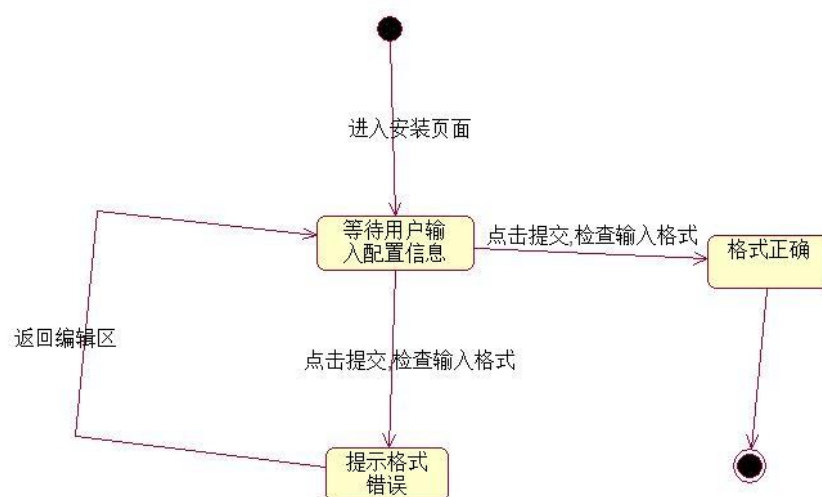 进入安装页面
等待用户输
入配置信息
点击提交,检查输入格式
格式正确
返回编辑区
点击提交,检查输入格式
提示格式
错误